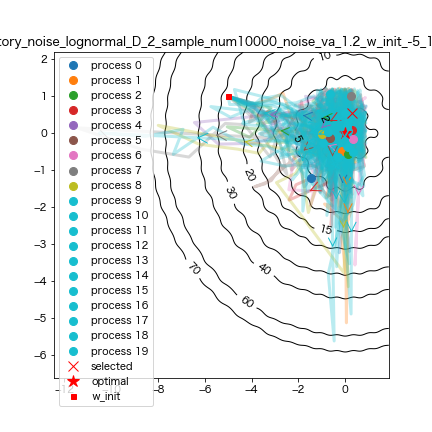 tory_noise_lognormal_D_2_sample_num10000_noise_va_1.2_w_init_-5_1
process 0
process 1
process 2
process 3
process 4
process 5
process 6
process 7
process 8
process 9
process 10
process 11
process 12
process 13
process 14
process 15
process 16
process 17
process 18
process 19
selected
optimal
w_init
2
1
0
−1
−2
−3
−4
−5
−6
−8
−6
−4
−2
0
10
5
2
20
30
15
40
60
70